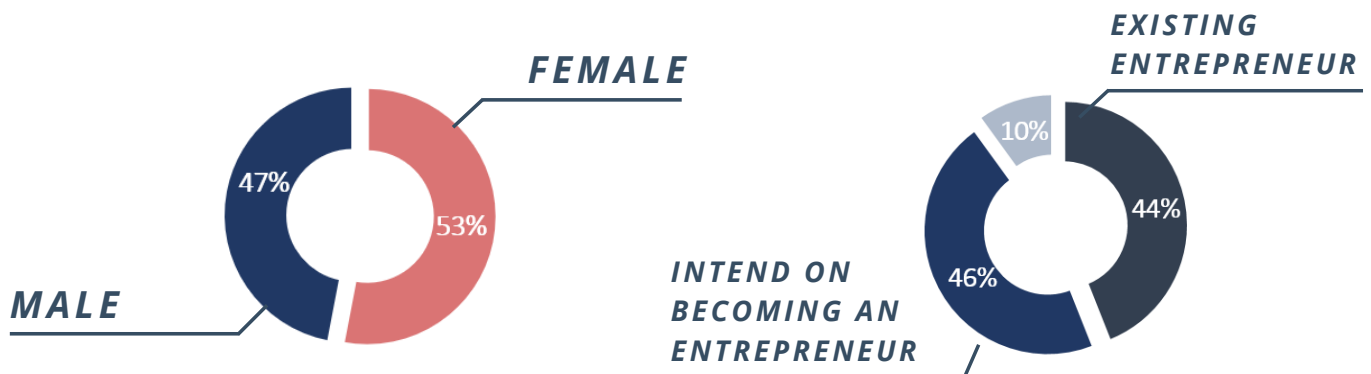 FEMALE
47%
53%
MALE
EXISTING
ENTREPRENEUR
10%
44%
46%
INTEND ON
BECOMING AN
ENTREPRENEUR